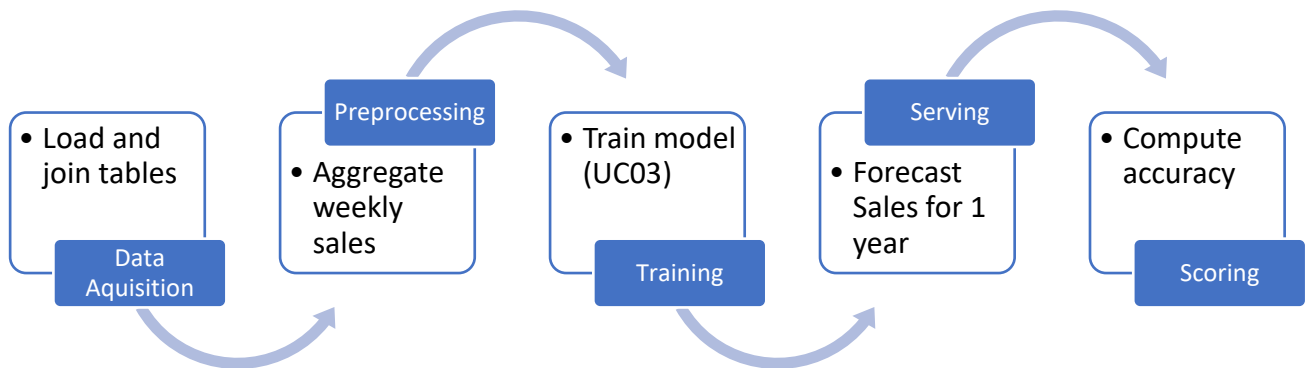 • Load and
join tables
Data
Aquisition
Preprocessing
• Aggregate
weekly
sales
• Train model
(UC03)
Training
Serving
• Forecast
Sales for 1
year
• Compute
accuracy
Scoring